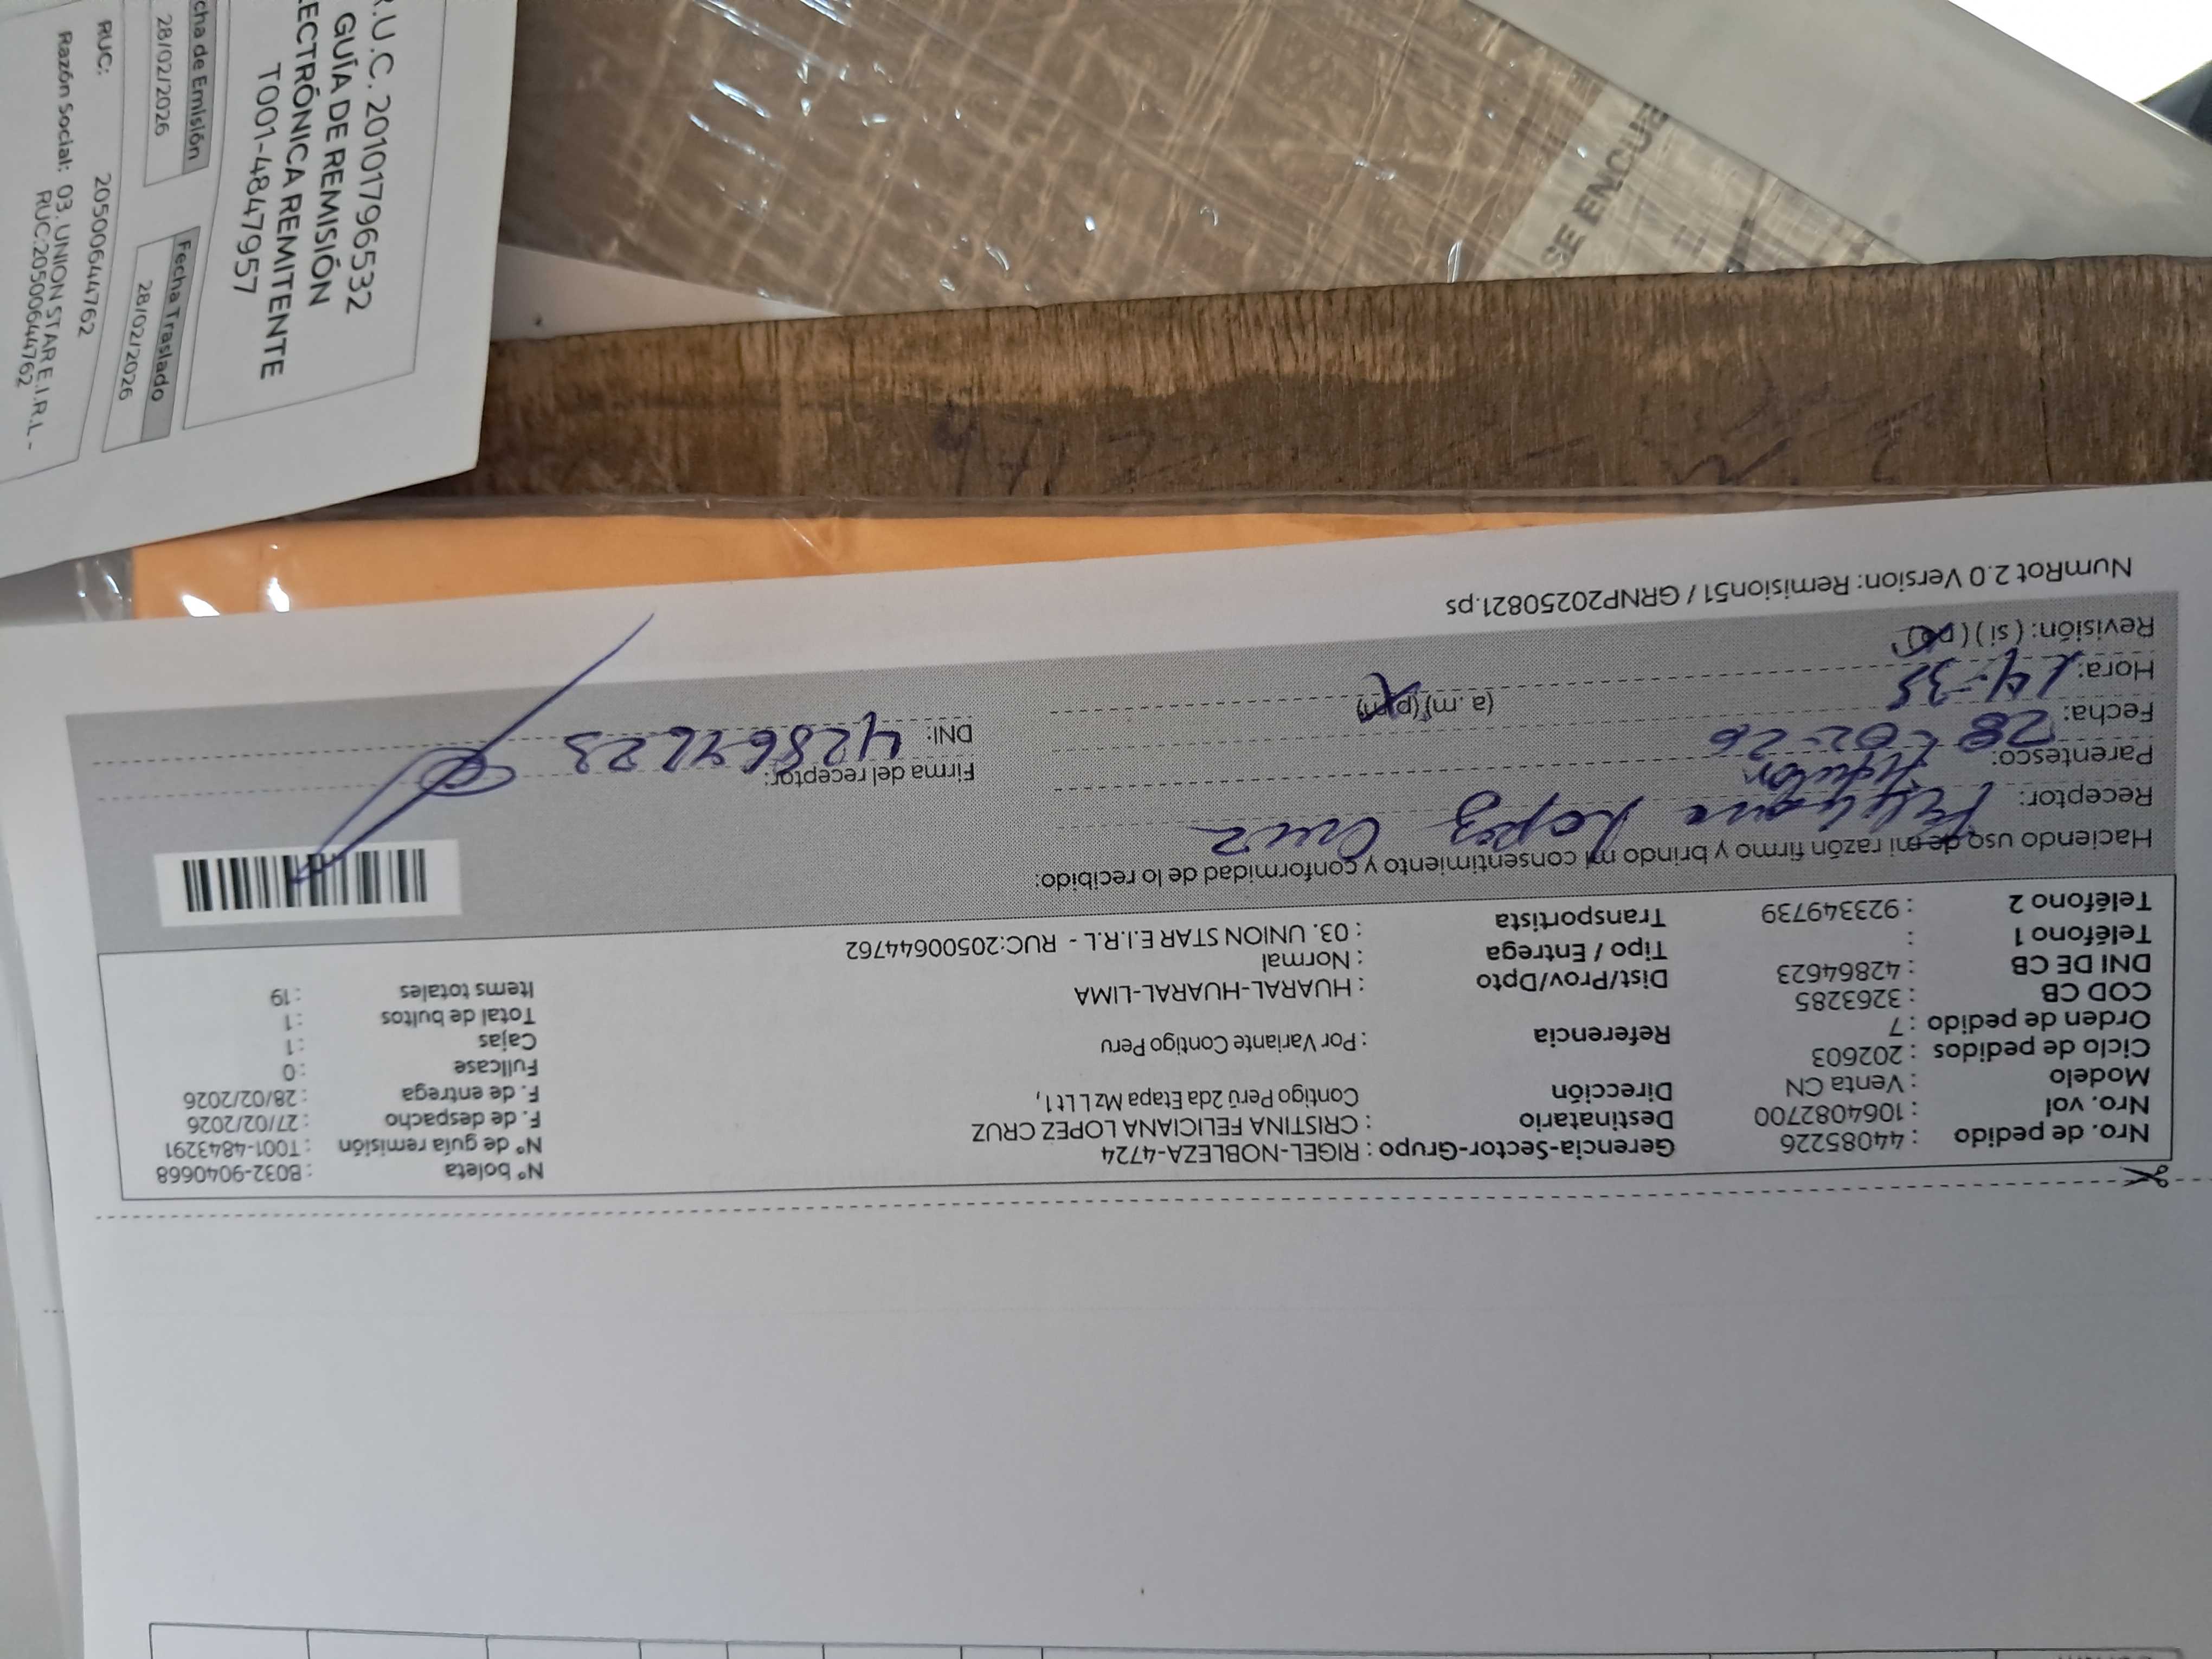 R.U.C. 20101796532
GUÍA DE REMISIÓN
ECTRÓNICA REMITENTE
T001-4847957
cha de Emisión
28/02/2026
Fecha Traslado
28/02/2026
RUC: 20500644762
Razón Social: 03. UNION STAR E.I.R.L -
RUC:20500644762
SE ENCUE
Nro. de pedido : 44085226
Nro. vol : 1064082700
Modelo : Venta CN
Ciclo de pedidos : 202603
Orden de pedido : 7
COD CB : 3263285
DNI DE CB : 42864623
Teléfono 1 :
Teléfono 2 : 923349739
Gerencia-Sector-Grupo : RIGEL-NOBLEZA-4724
Destinatario : CRISTINA FELICIANA LOPEZ CRUZ
Dirección Contigo Perú 2da Etapa Mz L Lt 1,
Referencia : Por Variante Contigo Peru
Dist/Prov/Dpto : HUARAL-HUARAL-LIMA
Tipo / Entrega : Normal
Transportista : 03. UNION STAR E.I.R.L - RUC:20500644762
N° boleta : B032-9040668
N° de guía remisión : T001-4843291
F. de despacho : 27/02/2026
F. de entrega : 28/02/2026
Fullcase : 0
Cajas : 1
Total de bultos : 1
Items totales : 19
Haciendo uso de mi razón firmo y brindo mi consentimiento y conformidad de lo recibido:
Receptor: Lopez Cruz
Parentesco:
Fecha: 28-02-26
Hora: 14-35 (a.m) (pm)
Revisión: (si) (no)
Firma del receptor:
DNI: 42864623
NumRot 2.0 Version: Remision51 / GRNP20250821.ps